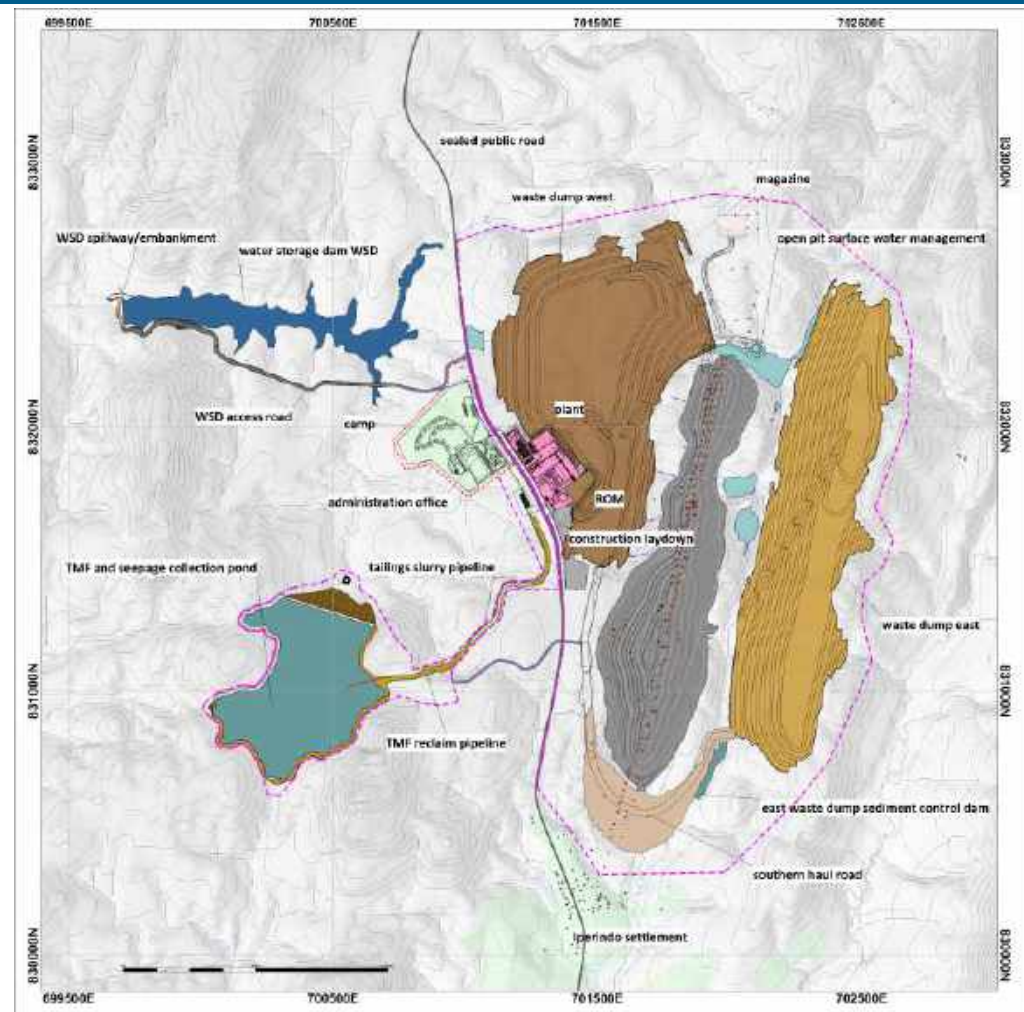 699500E
700500E
701500E
702500E
833000N
833000N
sealed public road
magazine
waste dump west
WSD spillway/embankment
water storage dam WSD
open pit surface water management
WSD access road
camp
plant
832000N
832000N
administration office
ROM
construction laydown
TMF and seepage collection pond
tailings slurry pipeline
waste dump east
831000N
831000N
TMF reclaim pipeline
east waste dump sediment control dam
southern haul road
Iperindo settlement
830000N
830000N
699500E
700500E
701500E
702500E